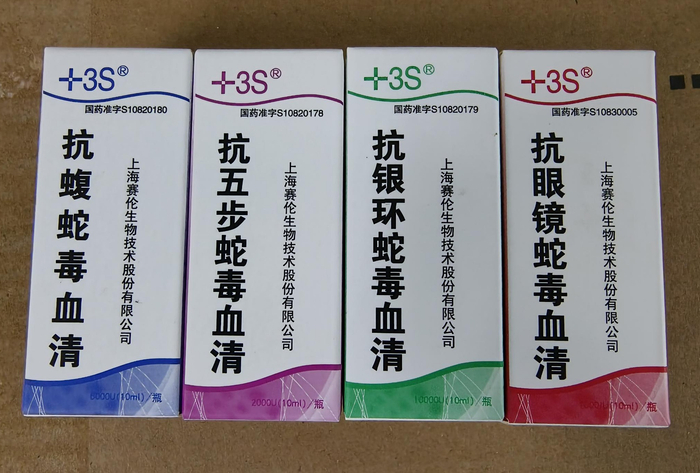 +3S®
国药准字S10820180
抗蝮蛇毒血清
上海赛伦生物技术股份有限公司
6000U(10ml)/瓶
+3S®
国药准字S10820178
抗五步蛇毒血清
上海赛伦生物技术股份有限公司
2000U(10ml)/瓶
+3S®
国药准字S10820179
抗银环蛇毒血清
上海赛伦生物技术股份有限公司
10000U(10ml)/瓶
+3S®
国药准字S10830005
抗眼镜蛇毒血清
上海赛伦生物技术股份有限公司
(10ml)/瓶